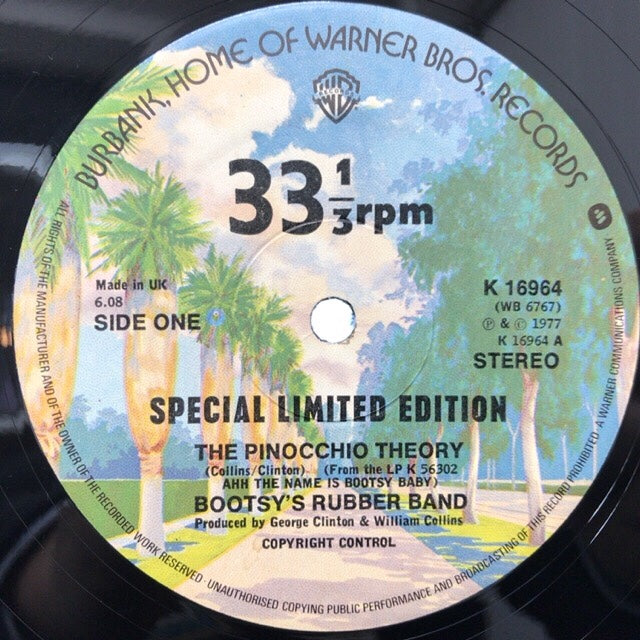 BURBANK, HOME OF WARNER BROS. RECORDS
33 1/3 rpm
Made in UK
6.08
SIDE ONE
K 16964
(WB 6767)
Ⓟ & © 1977
K 16964 A
STEREO
SPECIAL LIMITED EDITION
THE PINOCCHIO THEORY
(Collins/Clinton) (From the LP K 56302
AHH THE NAME IS BOOTSY BABY)
BOOTSY'S RUBBER BAND
Produced by George Clinton & William Collins
COPYRIGHT CONTROL
ALL RIGHTS OF THE MANUFACTURER AND OF THE OWNER OF THE RECORDED WORK RESERVED · UNAUTHORISED COPYING PUBLIC PERFORMANCE AND BROADCASTING OF THIS RECORD PROHIBITED · A WARNER COMMUNICATIONS COMPANY